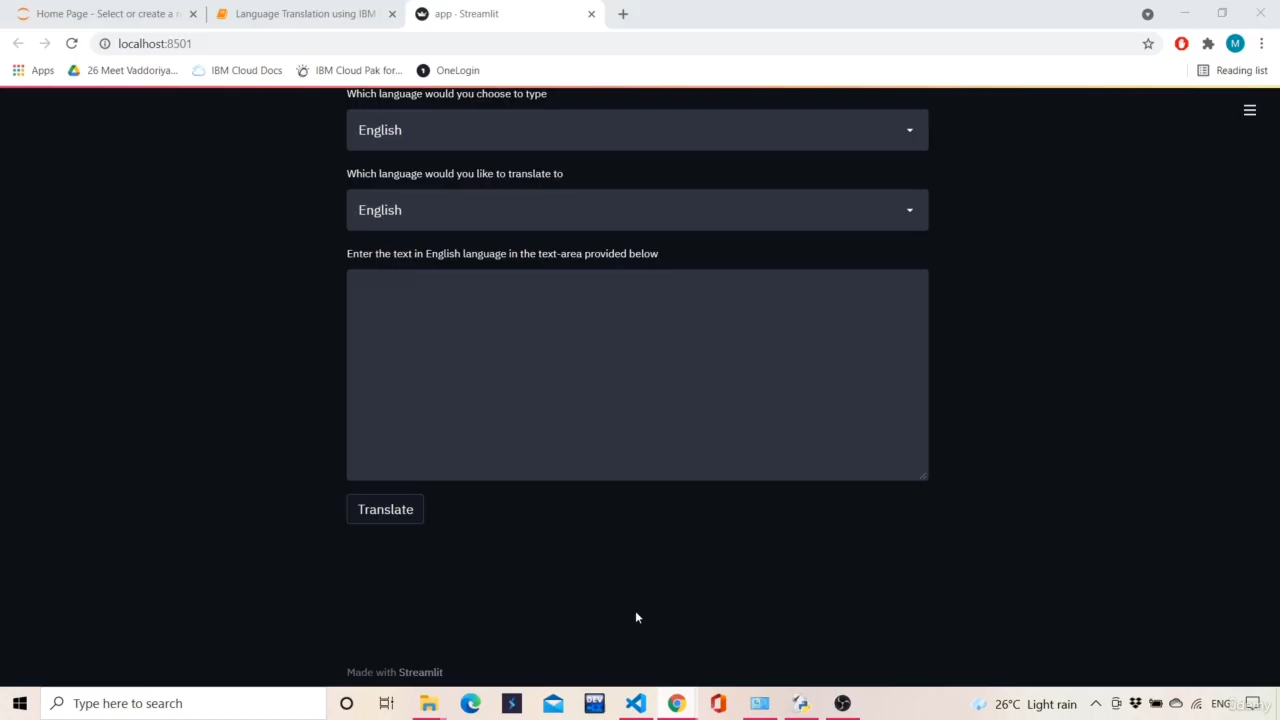 Home Page - Select or create a n
Language Translation using IBM
app · Streamlit
localhost:8501
M
Apps
26 Meet Vaddoriya...
IBM Cloud Docs
IBM Cloud Pak for...
OneLogin
Reading list
Which language would you choose to type
English
Which language would you like to translate to
English
Enter the text in English language in the text-area provided below
Translate
Made with Streamlit
Type here to search
DEV
26°C Light rain
ENG
Udemy